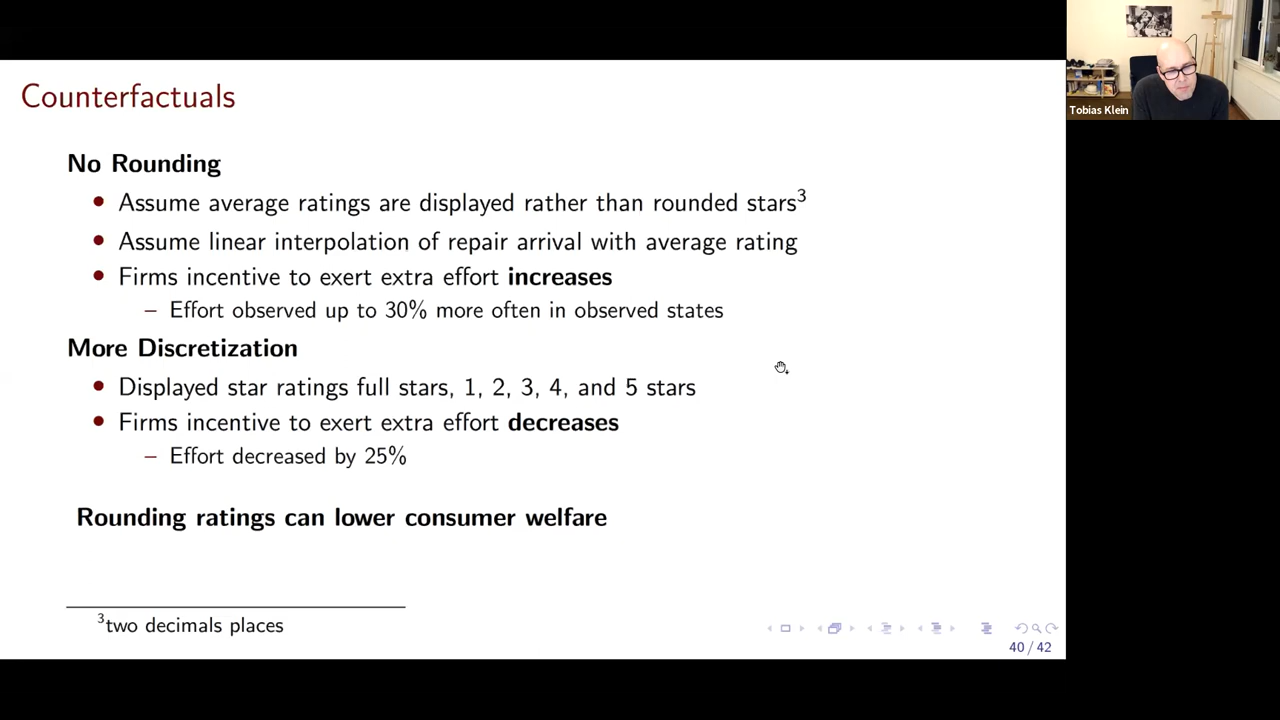 Counterfactuals
Tobias Klein
No Rounding
• Assume average ratings are displayed rather than rounded stars³
• Assume linear interpolation of repair arrival with average rating
• Firms incentive to exert extra effort increases
– Effort observed up to 30% more often in observed states
More Discretization
• Displayed star ratings full stars, 1, 2, 3, 4, and 5 stars
• Firms incentive to exert extra effort decreases
– Effort decreased by 25%
Rounding ratings can lower consumer welfare
³two decimals places
40 / 42